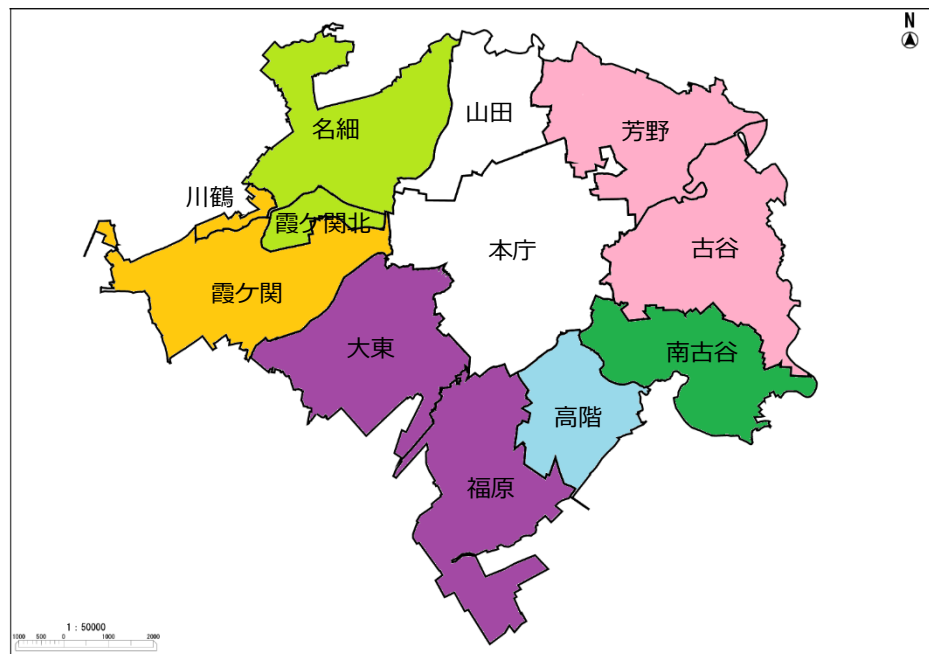 N
山田
名細
芳野
川鶴
霞ケ関北
本庁
古谷
霞ケ関
大東
南古谷
高階
福原
1：50000
1000 500 0 1000 2000